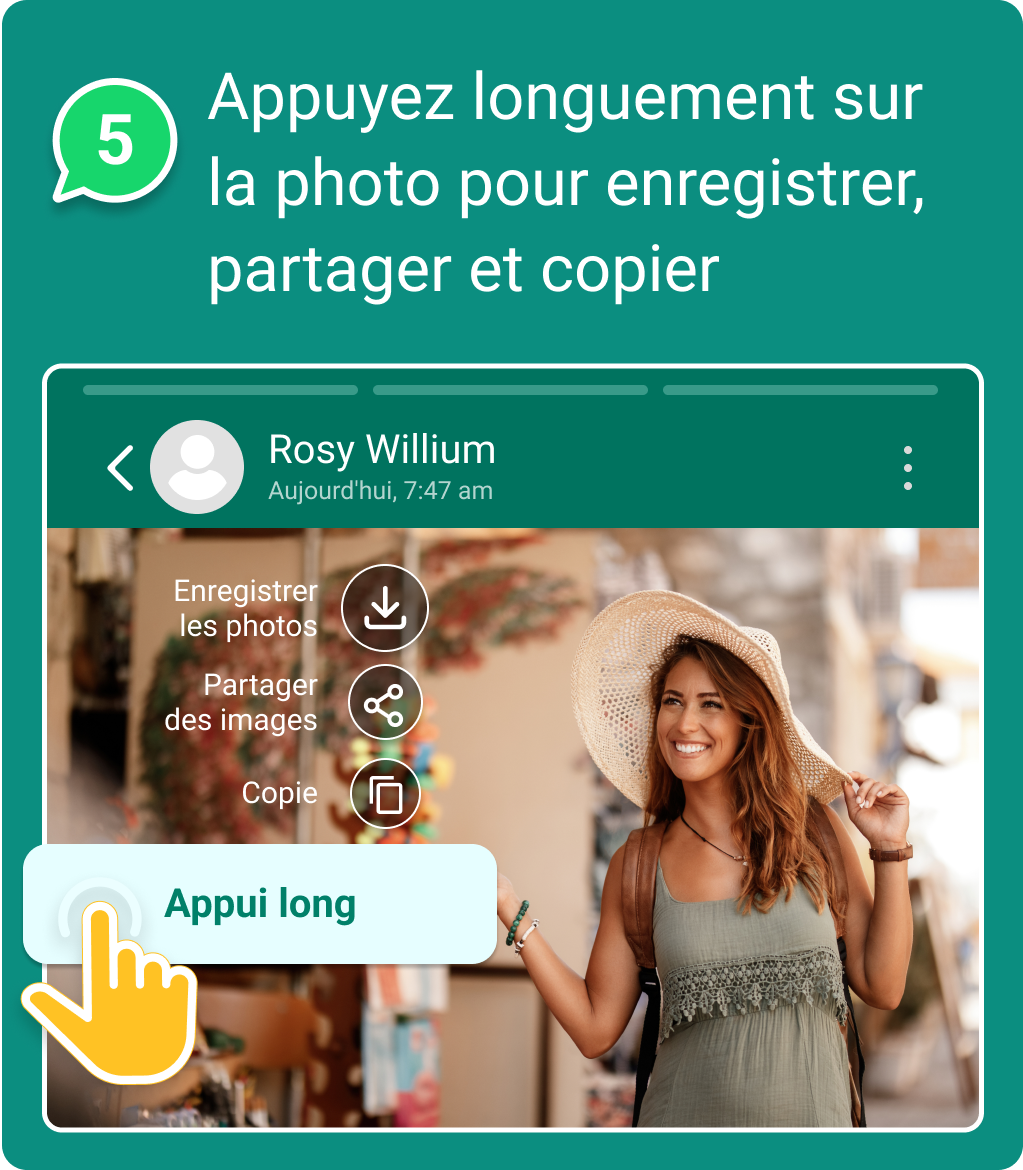 5
Appuyez longuement sur
la photo pour enregistrer,
partager et copier
Rosy Willium
Aujourd'hui, 7:47 am
Enregistrer
les photos
Partager
des images
Copie
Appui long